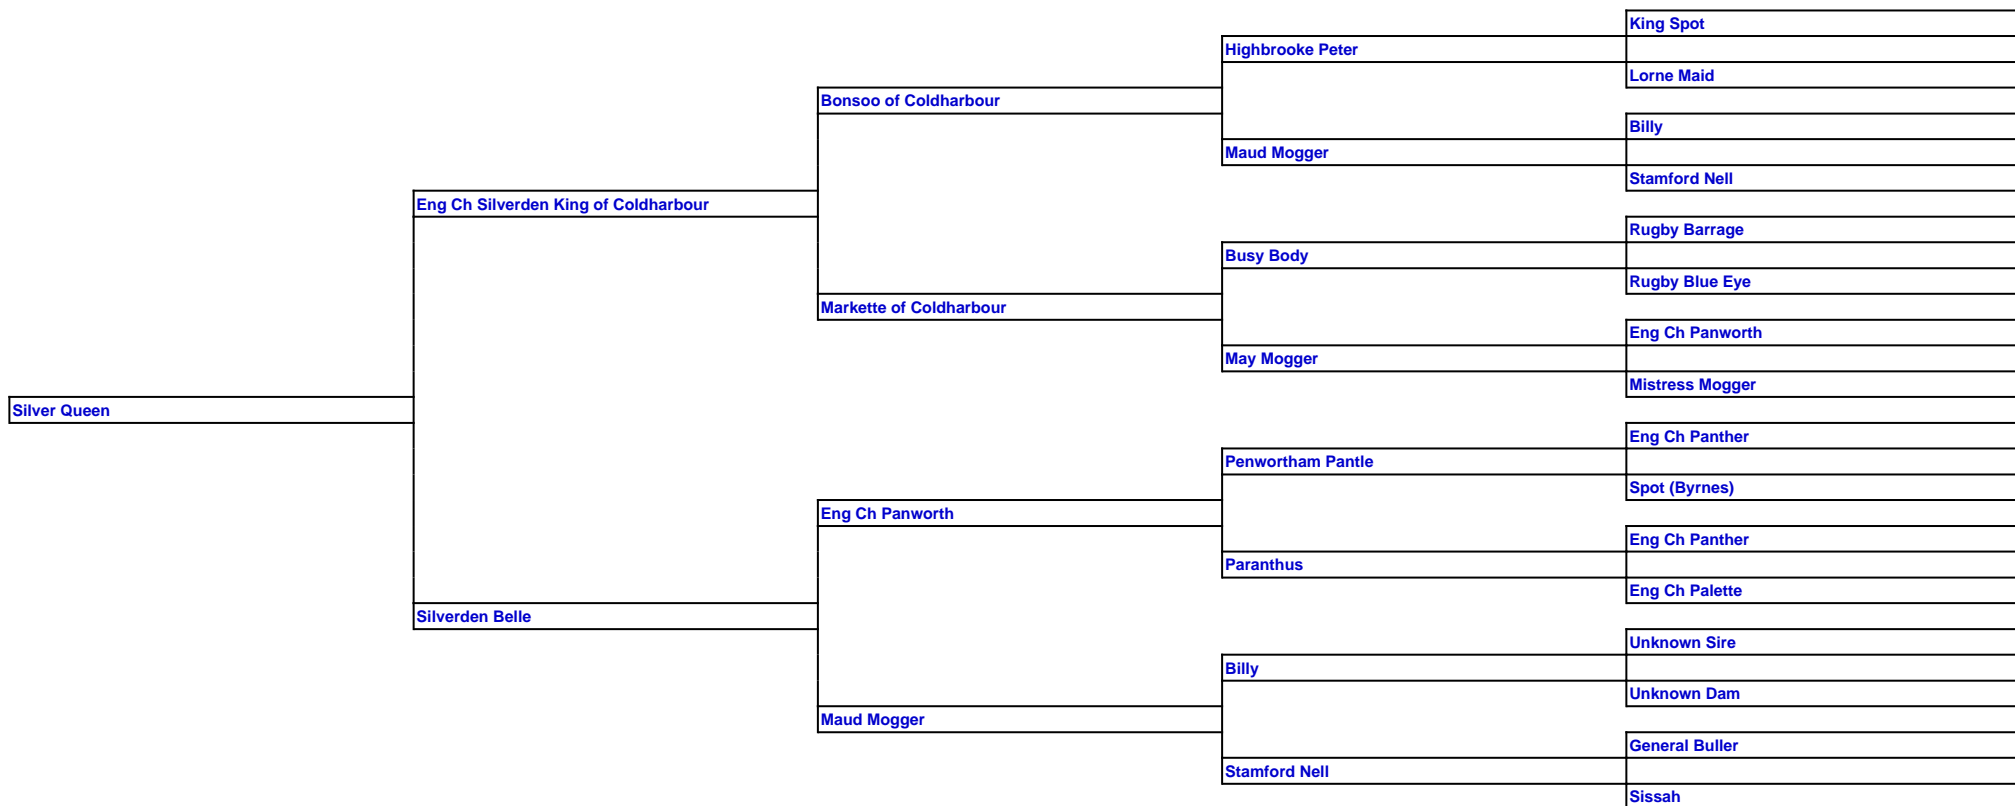 King Spot
Highbrooke Peter
Lorne Maid
Bonsoo of Coldharbour
Billy
Maud Mogger
Stamford Nell
Eng Ch Silverden King of Coldharbour
Rugby Barrage
Busy Body
Rugby Blue Eye
Markette of Coldharbour
Eng Ch Panworth
May Mogger
Mistress Mogger
Silver Queen
Eng Ch Panther
Penwortham Pantle
Spot (Byrnes)
Eng Ch Panworth
Eng Ch Panther
Paranthus
Eng Ch Palette
Silverden Belle
Unknown Sire
Billy
Unknown Dam
Maud Mogger
General Buller
Stamford Nell
Sissah